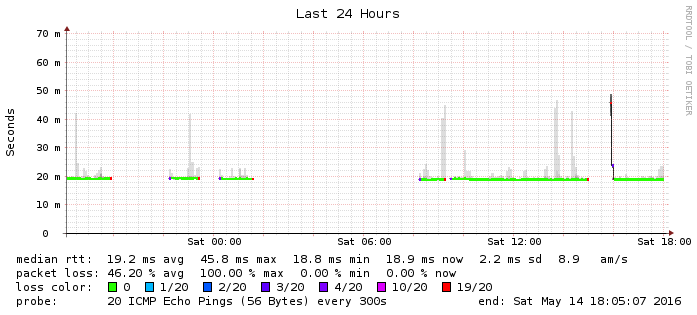 Last 24 Hours
RRDTOOL / TOBI OETIKER
Seconds
70 m
60 m
50 m
40 m
30 m
20 m
10 m
0
Sat 00:00 Sat 06:00 Sat 12:00 Sat 18:00
median rtt: 19.2 ms avg 45.8 ms max 18.8 ms min 18.9 ms now 2.2 ms sd 8.9 am/s
packet loss: 46.20 % avg 100.00 % max 0.00 % min 0.00 % now
loss color: 0 1/20 2/20 3/20 4/20 10/20 19/20
probe: 20 ICMP Echo Pings (56 Bytes) every 300s end: Sat May 14 18:05:07 2016